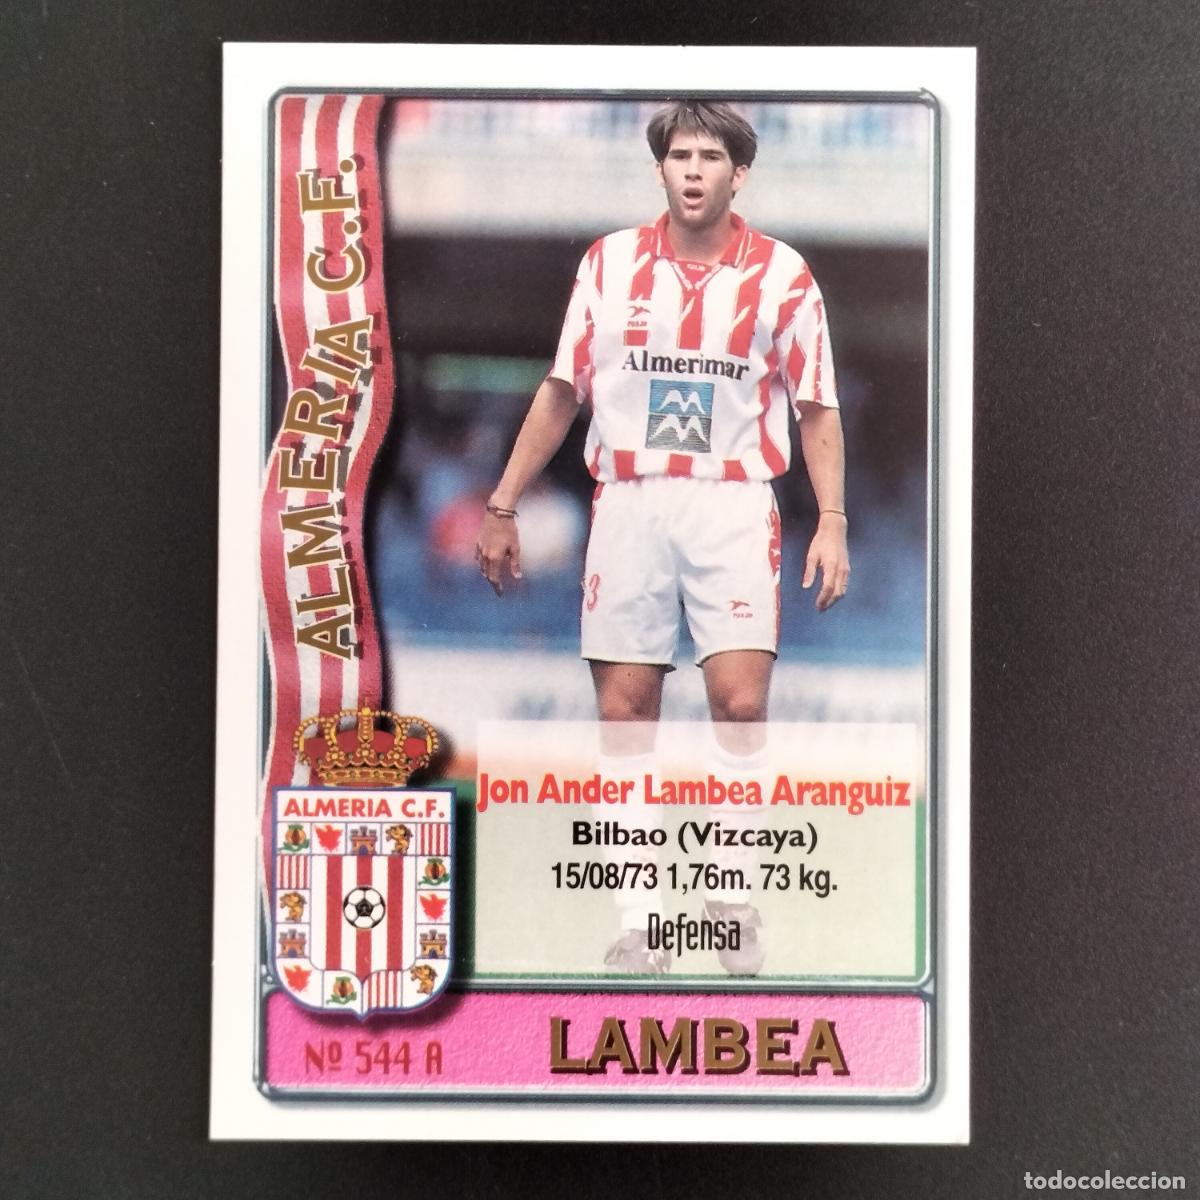 ALMERIA C.F.
Almerimar
3
ALMERIA C.F.
Jon Ander Lambea Aranguiz
Bilbao (Vizcaya)
15/08/73 1,76m. 73 kg.
Defensa
Nº 544 A
LAMBEA
todocoleccion